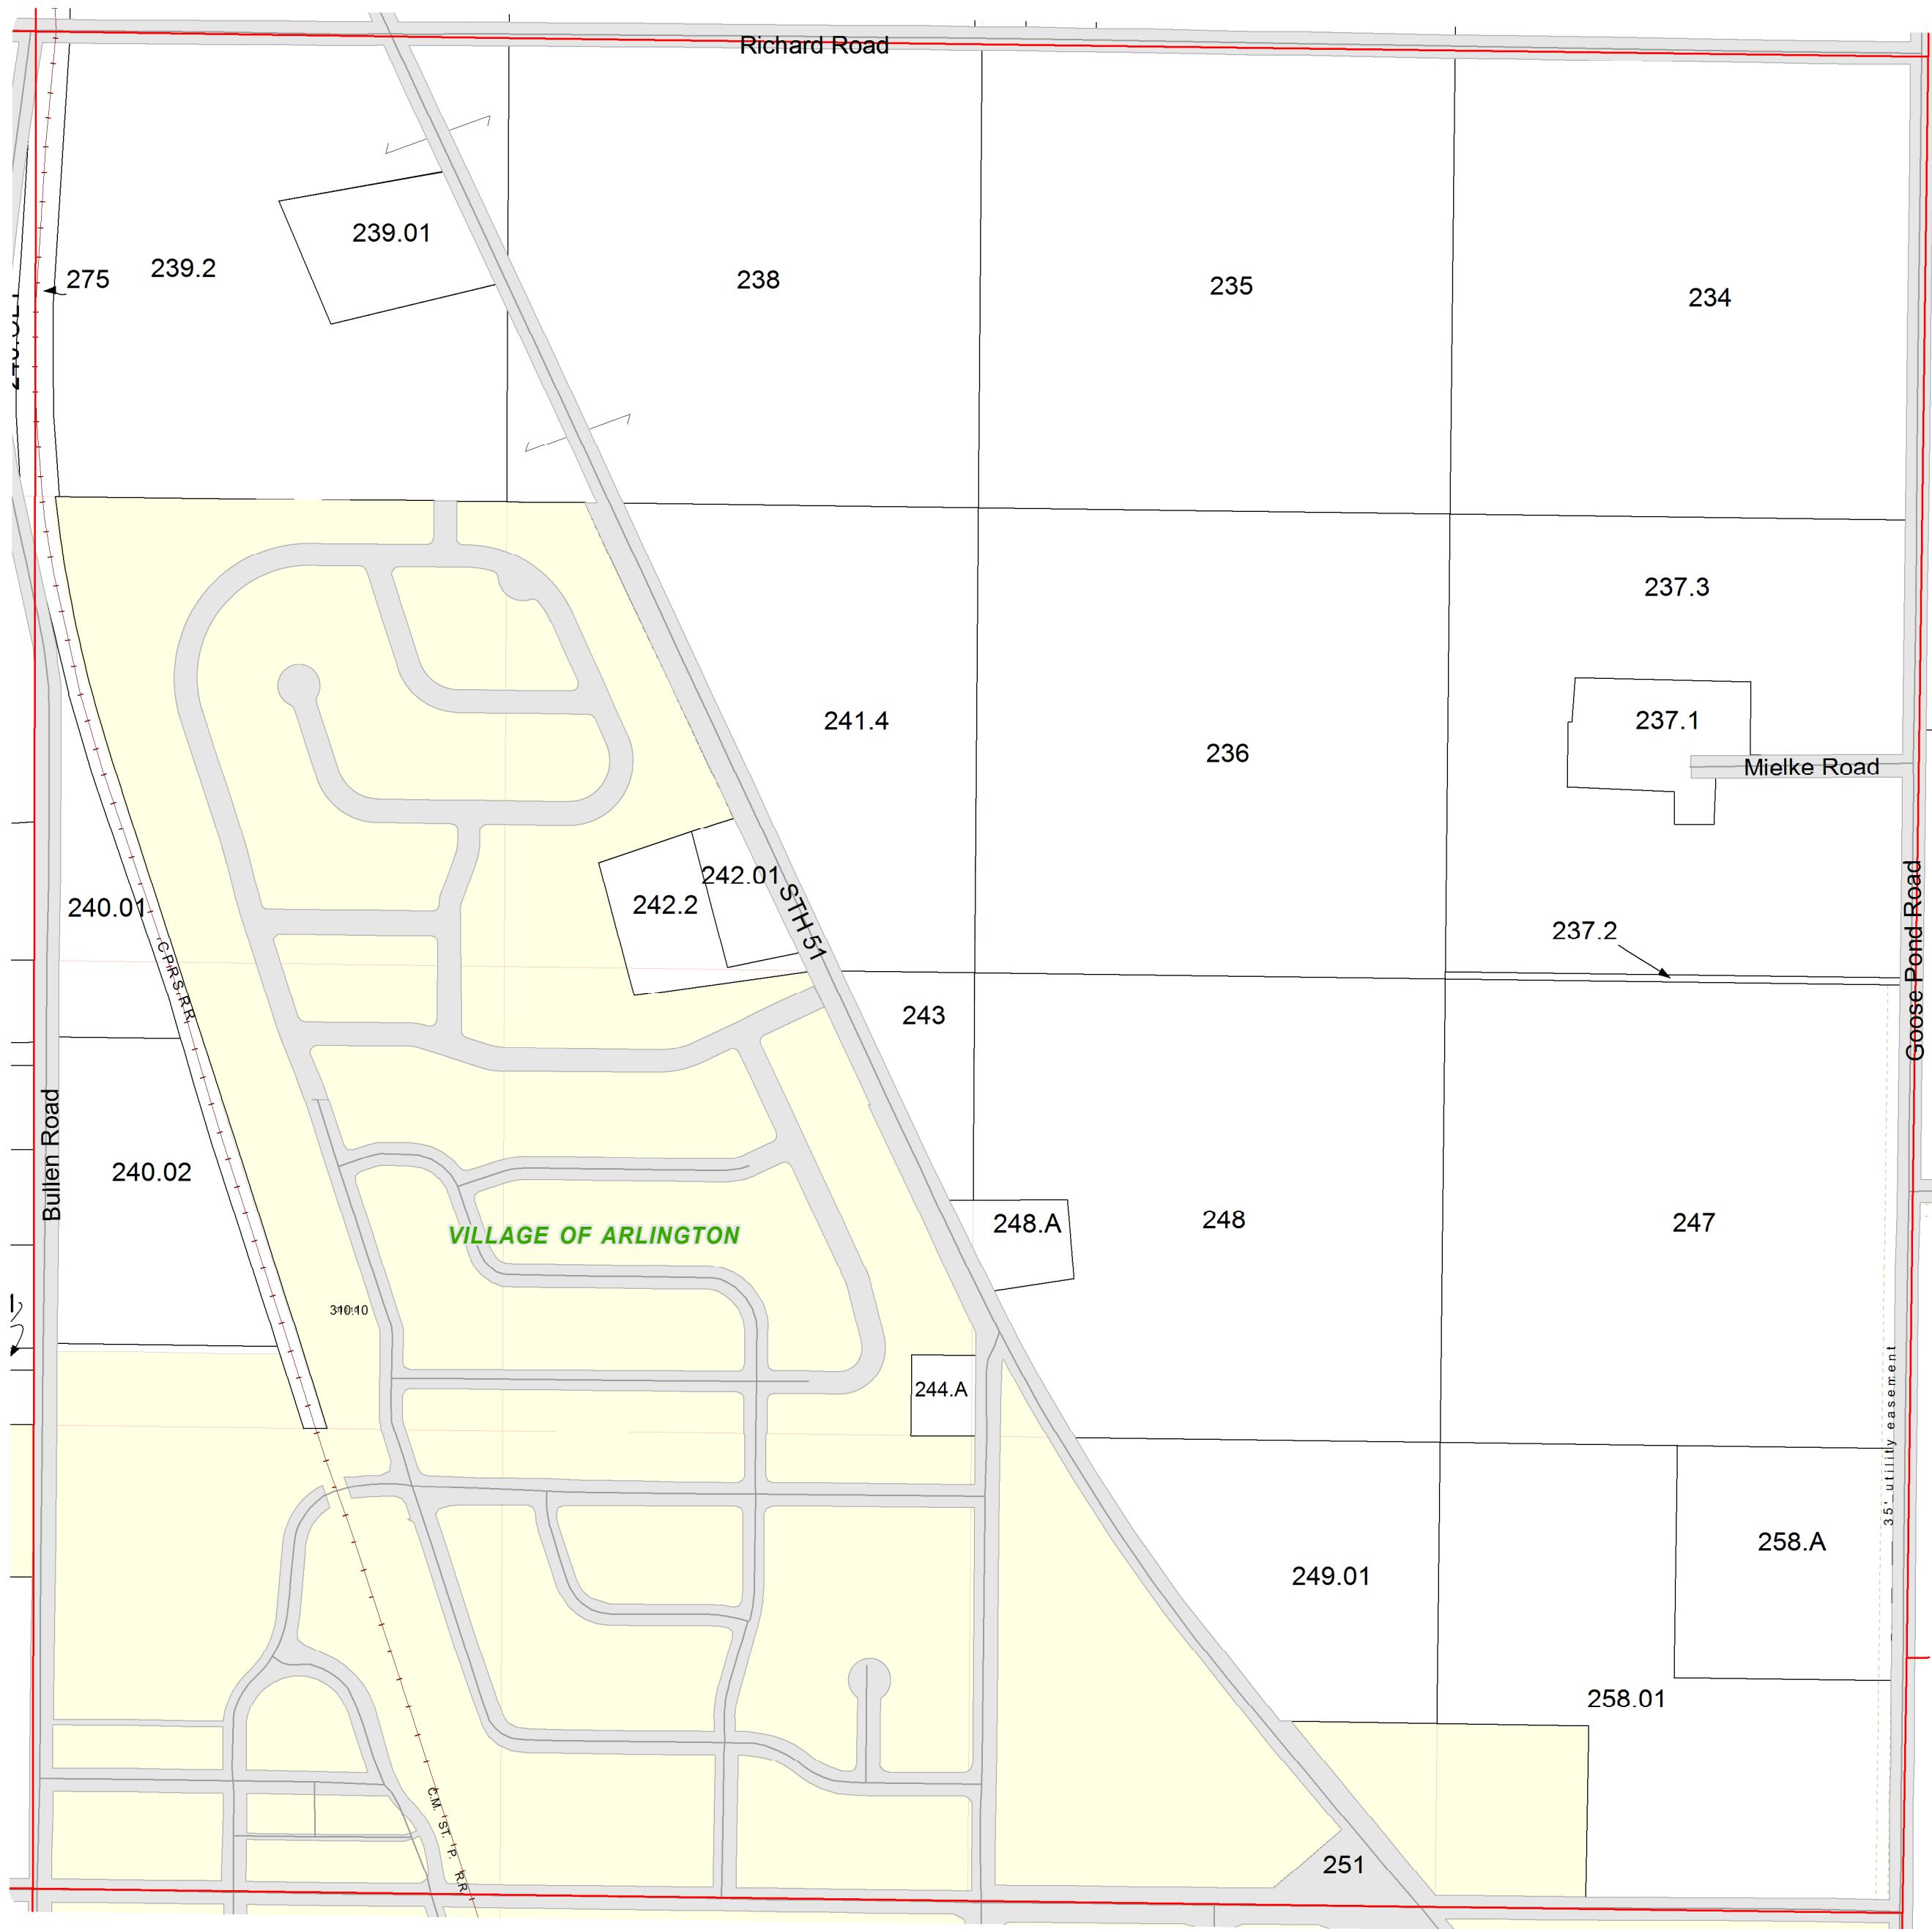 Richard Road
239.01
239.2
275
238
235
234
237.3
241.4
236
237.1
Mielke Road
242.01
242.2
STH 51
240.01
C.P.R.S.R.R.
237.2
Goose Pond Road
243
Bullen Road
240.02
248.A
248
247
VILLAGE OF ARLINGTON
310.10
244.A
35' utility easement
249.01
258.A
258.01
C.M. ST. P. R.R.
251